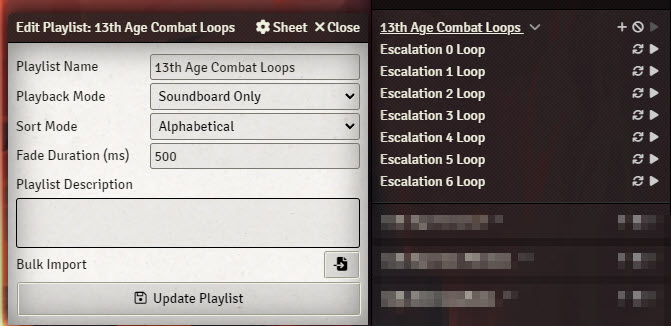 Edit Playlist: 13th Age Combat Loops Sheet Close
Playlist Name 13th Age Combat Loops
Playback Mode Soundboard Only
Sort Mode Alphabetical
Fade Duration (ms) 500
Playlist Description
Bulk Import
Update Playlist
13th Age Combat Loops
Escalation 0 Loop
Escalation 1 Loop
Escalation 2 Loop
Escalation 3 Loop
Escalation 4 Loop
Escalation 5 Loop
Escalation 6 Loop